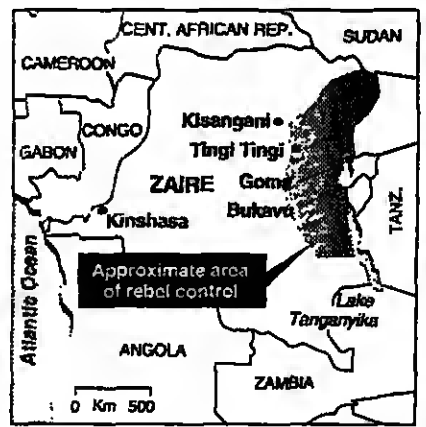 CENT. AFRICAN REP.
SUDAN
CAMEROON
CONGO
GABON
Kisangani
Tingi Tingi
ZAIRE
Goma
Bukavu
Kinshasa
TANZ.
Atlantic Ocean
Approximate area
of rebel control
Lake
Tanganyika
ANGOLA
ZAMBIA
0 Km 500